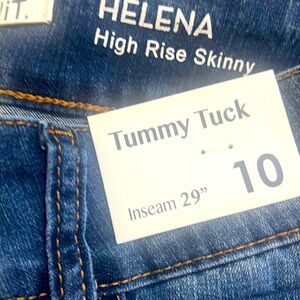 HELENA
High Rise Skinny
Tummy Tuck
Inseam 29" 10